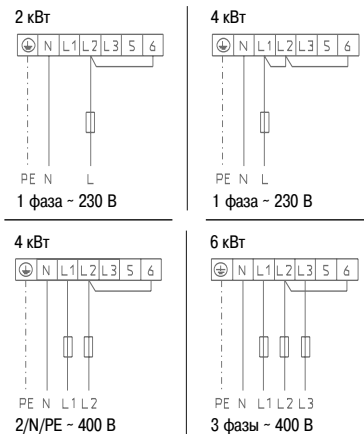 2 кВт
N L1 L2 L3 5 6
PE N L
1 фаза ~ 230 В
4 кВт
N L1 L2 L3 5 6
PE N L
1 фаза ~ 230 В
4 кВт
N L1 L2 L3 5 6
PE N L1 L2
2/N/PE ~ 400 В
6 кВт
N L1 L2 L3 5 6
PE N L1 L2 L3
3 фазы ~ 400 В